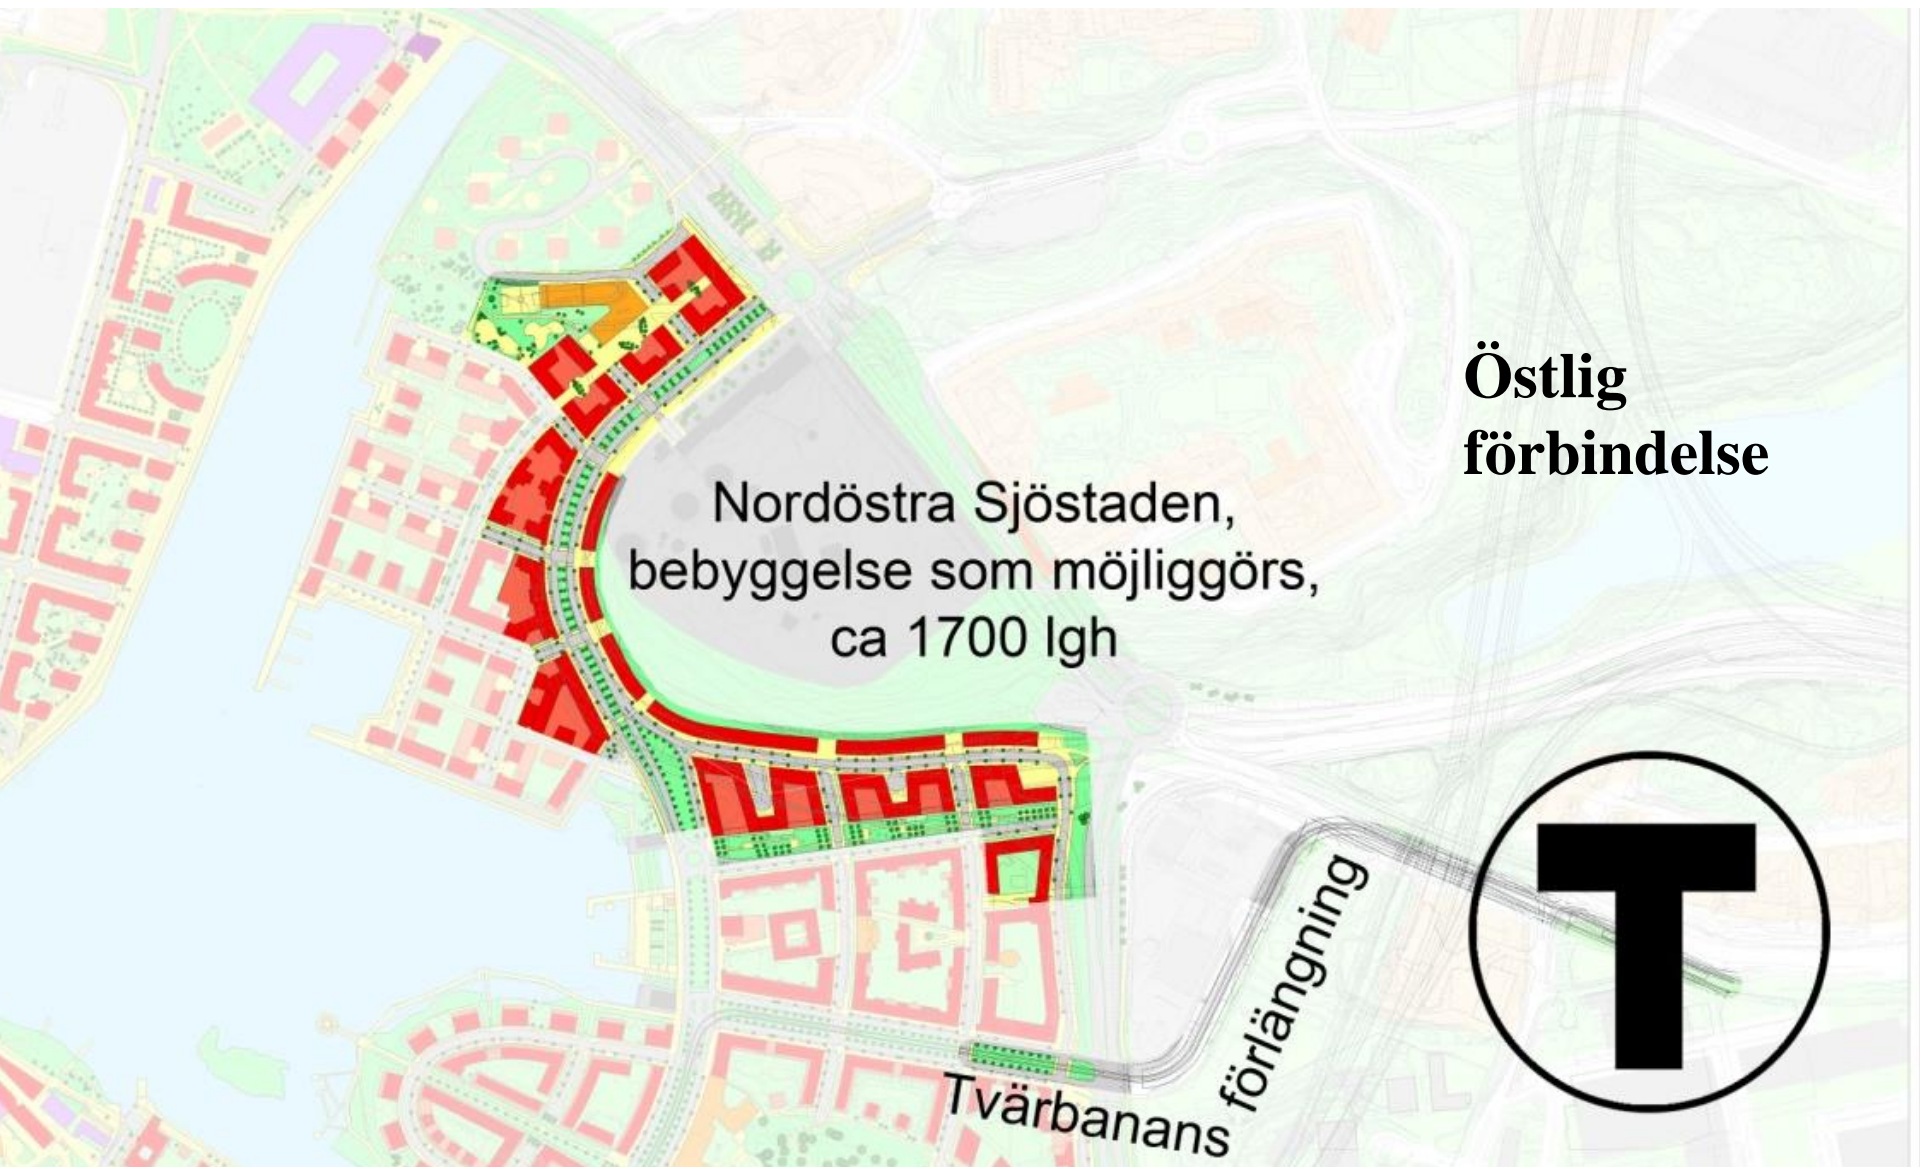 Östlig
förbindelse
Nordöstra Sjöstaden,
bebyggelse som möjliggörs,
ca 1700 lgh
T
Tvärbanans förlängning